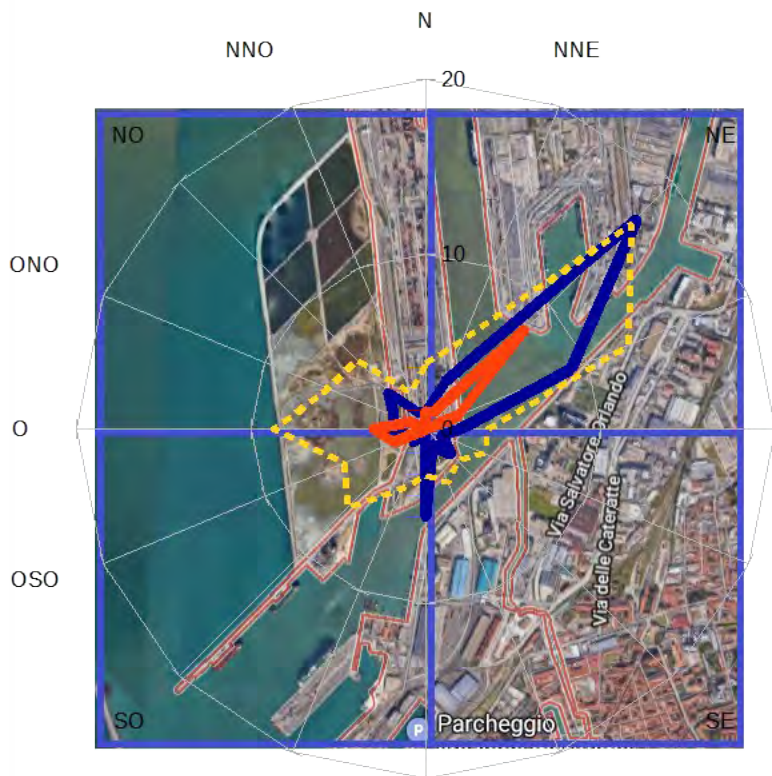 N
NNO
NNE
20
NO
NE
10
ONO
O
0
Via Salvatore Orlando
Via delle Cateratte
OSO
SO
P Parcheggio
SE